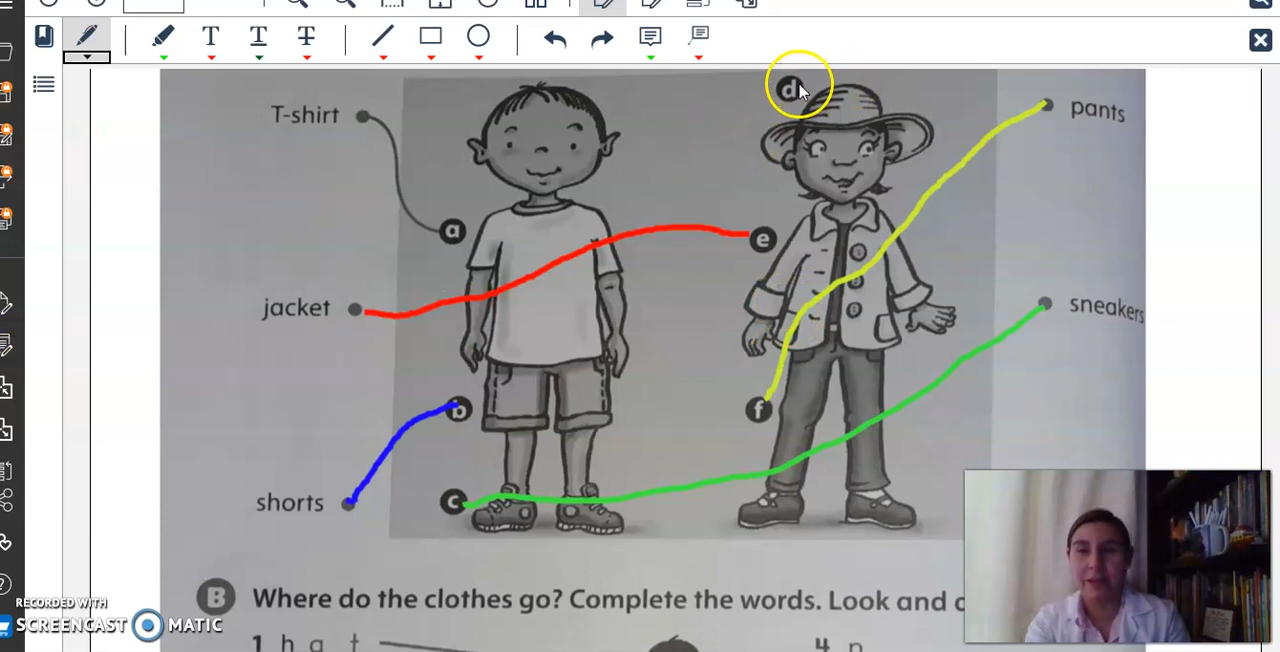 T T T
T-shirt
d
pants
a
e
jacket
sneakers
b
f
shorts
c
B Where do the clothes go? Complete the words. Look and
1 h a t
4 p
RECORDED WITH
SCREENCAST MATIC